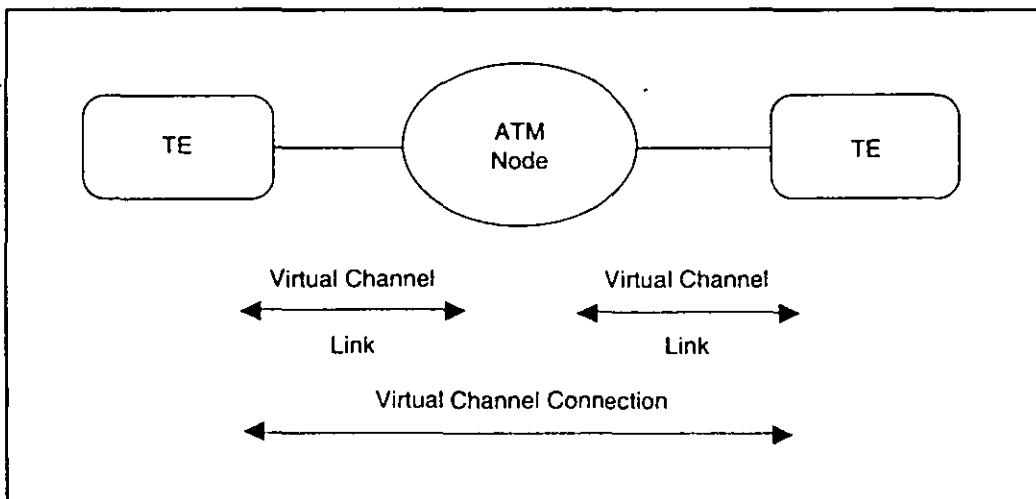 TE
ATM
Node
TE
Virtual Channel
Link
Virtual Channel
Link
Virtual Channel Connection